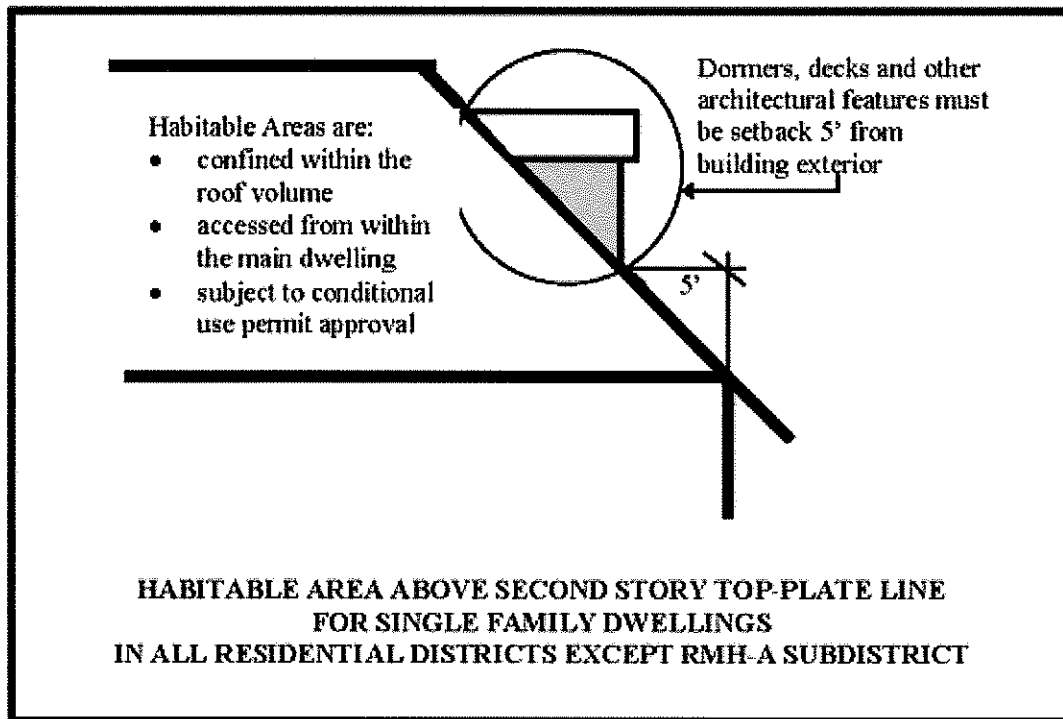 Dormers, decks and other
architectural features must
be setback 5’ from
building exterior
Habitable Areas are:
• confined within the
roof volume
• accessed from within
the main dwelling
• subject to conditional
use permit approval
5’
HABITABLE AREA ABOVE SECOND STORY TOP-PLATE LINE
FOR SINGLE FAMILY DWELLINGS
IN ALL RESIDENTIAL DISTRICTS EXCEPT RMH-A SUBDISTRICT